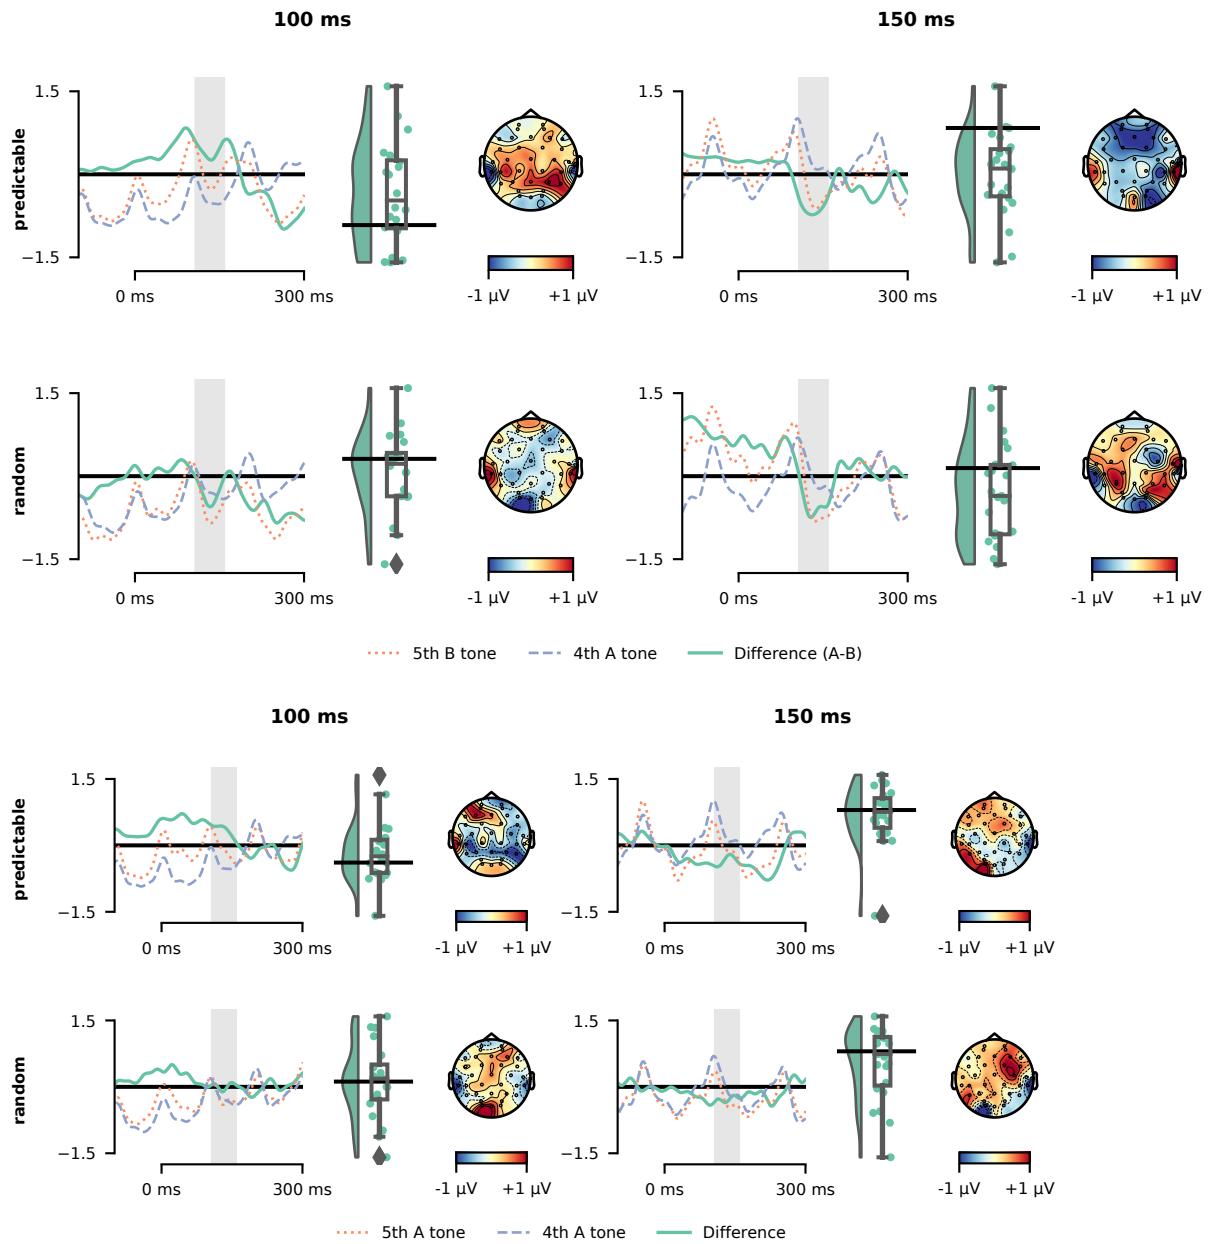 100 ms 150 ms
predictable
1.5
−1.5
0 ms 300 ms
-1 µV +1 µV
1.5
−1.5
0 ms 300 ms
-1 µV +1 µV
random
1.5
−1.5
0 ms 300 ms
-1 µV +1 µV
1.5
−1.5
0 ms 300 ms
-1 µV +1 µV
5th B tone 4th A tone Difference (A-B)
100 ms 150 ms
predictable
1.5
−1.5
0 ms 300 ms
-1 µV +1 µV
1.5
−1.5
0 ms 300 ms
-1 µV +1 µV
random
1.5
−1.5
0 ms 300 ms
-1 µV +1 µV
1.5
−1.5
0 ms 300 ms
-1 µV +1 µV
5th A tone 4th A tone Difference